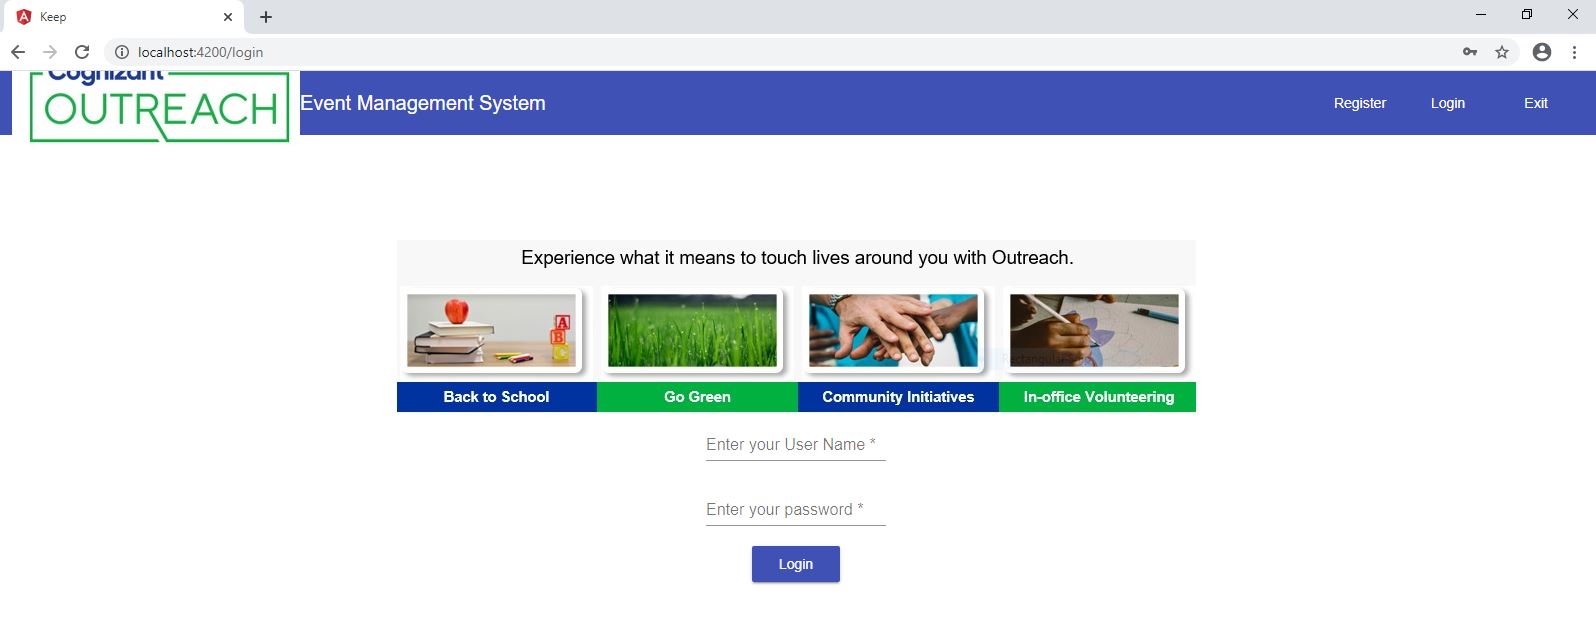 Keep
localhost:4200/login
Cognizant
OUTREACH
Event Management System
Register
Login
Exit
Experience what it means to touch lives around you with Outreach.
A
B
C
Back to School
Go Green
Community Initiatives
In-office Volunteering
Enter your User Name *
Enter your password *
Login